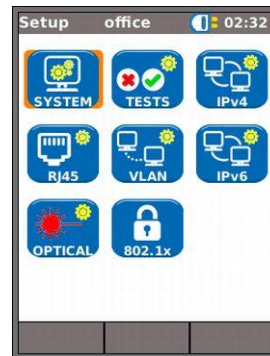 Setup office 02:32
SYSTEM TESTS IPv4
RJ45 VLAN IPv6
OPTICAL 802.1x